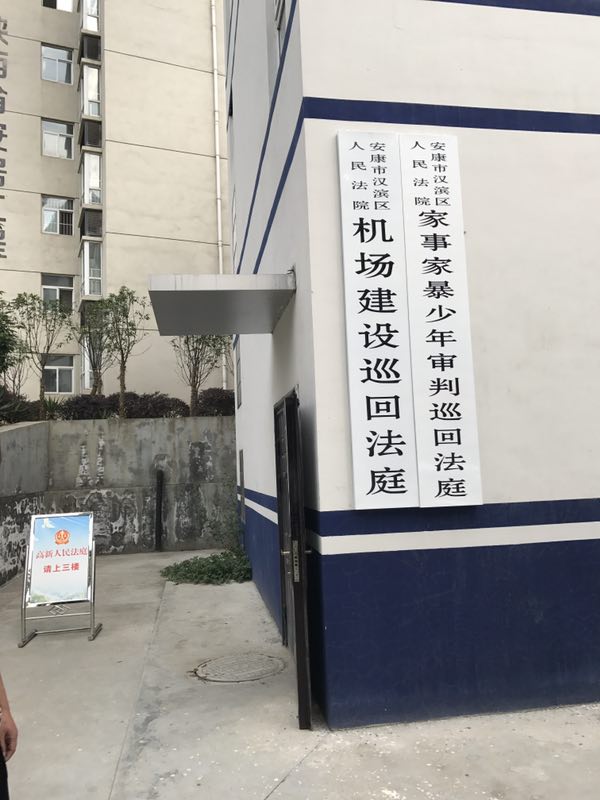 安康市汉滨区
人民法院
家事家暴少年审判巡回法庭
安康市汉滨区
人民法院
机场建设巡回法庭
高新人民法庭
请上三楼